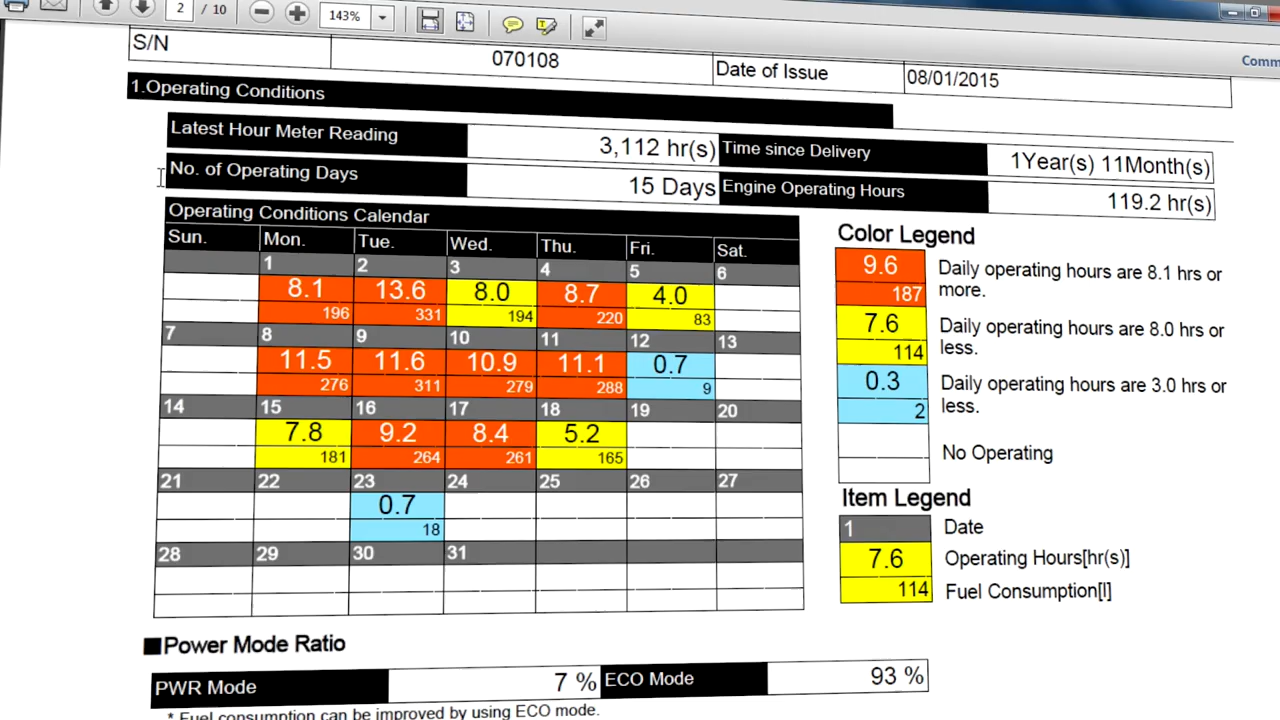 2 / 10 143%
Comm
S/N 070108 Date of Issue 08/01/2015
1.Operating Conditions
Latest Hour Meter Reading 3,112 hr(s) Time since Delivery 1Year(s) 11Month(s)
No. of Operating Days 15 Days Engine Operating Hours 119.2 hr(s)
Operating Conditions Calendar
Sun. Mon. Tue. Wed. Thu. Fri. Sat.
1 2 3 4 5 6
8.1 13.6 8.0 8.7 4.0
196 331 194 220 83
7 8 9 10 11 12 13
11.5 11.6 10.9 11.1 0.7
276 311 279 288 9
14 15 16 17 18 19 20
7.8 9.2 8.4 5.2
181 264 261 165
21 22 23 24 25 26 27
0.7
18
28 29 30 31
Color Legend
9.6 Daily operating hours are 8.1 hrs or
187 more.
7.6 Daily operating hours are 8.0 hrs or
114 less.
0.3 Daily operating hours are 3.0 hrs or
2 less.
No Operating
Item Legend
1 Date
7.6 Operating Hours[hr(s)]
114 Fuel Consumption[l]
■Power Mode Ratio
PWR Mode 7 % ECO Mode 93 %
* Fuel consumption can be improved by using ECO mode.